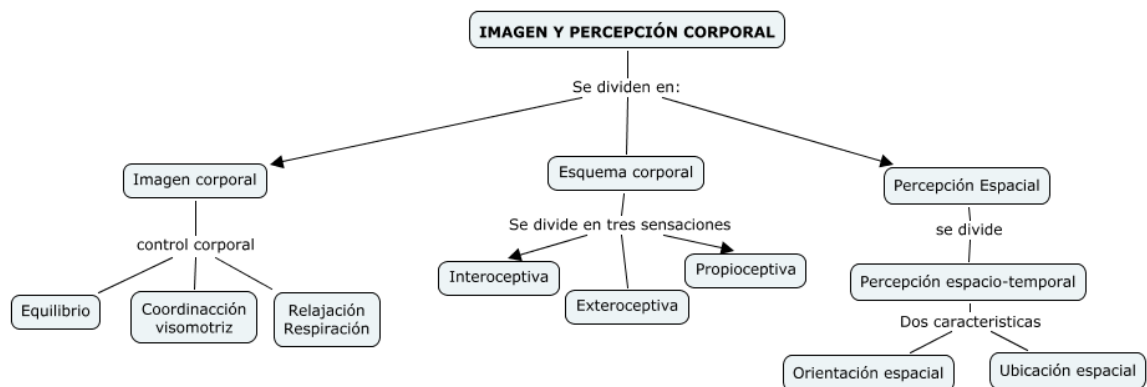 IMAGEN Y PERCEPCIÓN CORPORAL
Se dividen en:
Imagen corporal
Esquema corporal
Percepción Espacial
control corporal
Se divide en tres sensaciones
se divide
Equilibrio
Coordinacción
visomotriz
Relajación
Respiración
Interoceptiva
Exteroceptiva
Propioceptiva
Percepción espacio-temporal
Dos caracteristicas
Orientación espacial
Ubicación espacial